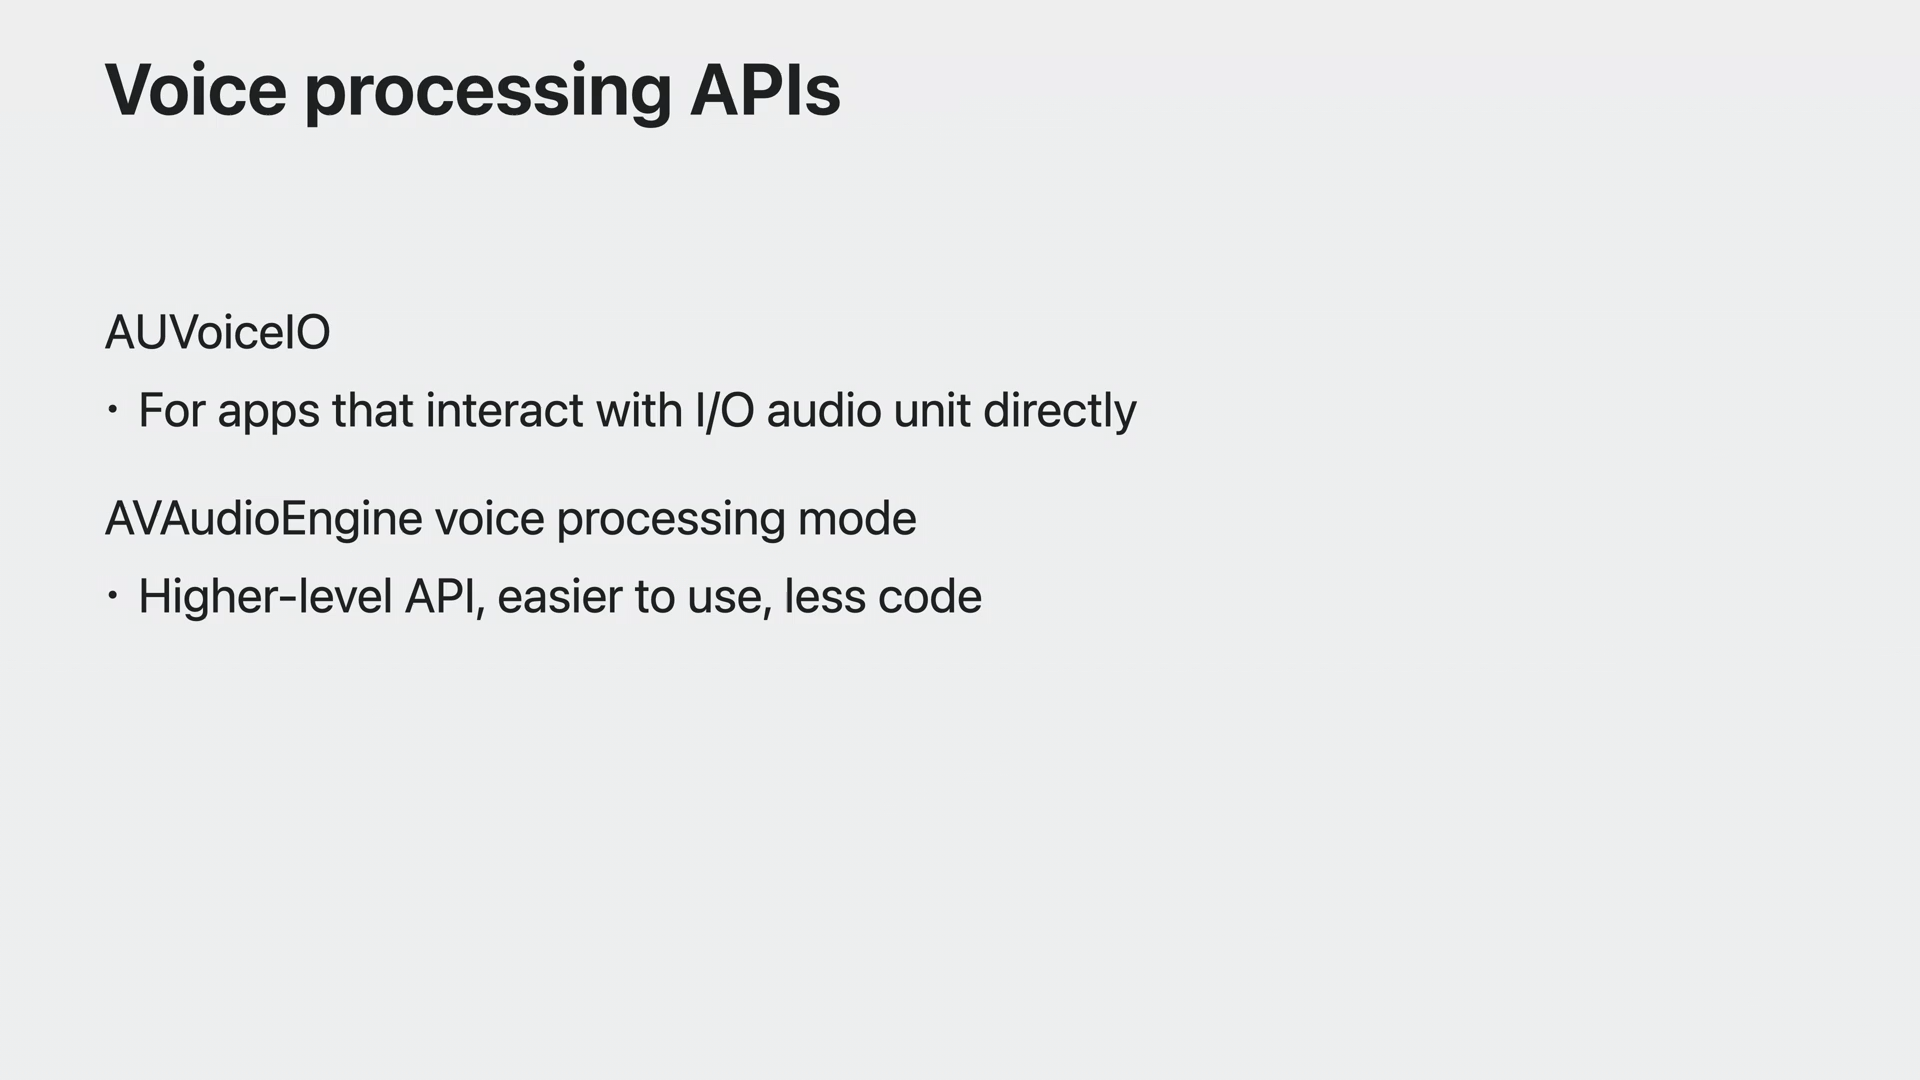 Voice processing APIs
AUVoiceIO
• For apps that interact with I/O audio unit directly
AVAudioEngine voice processing mode
• Higher-level API, easier to use, less code